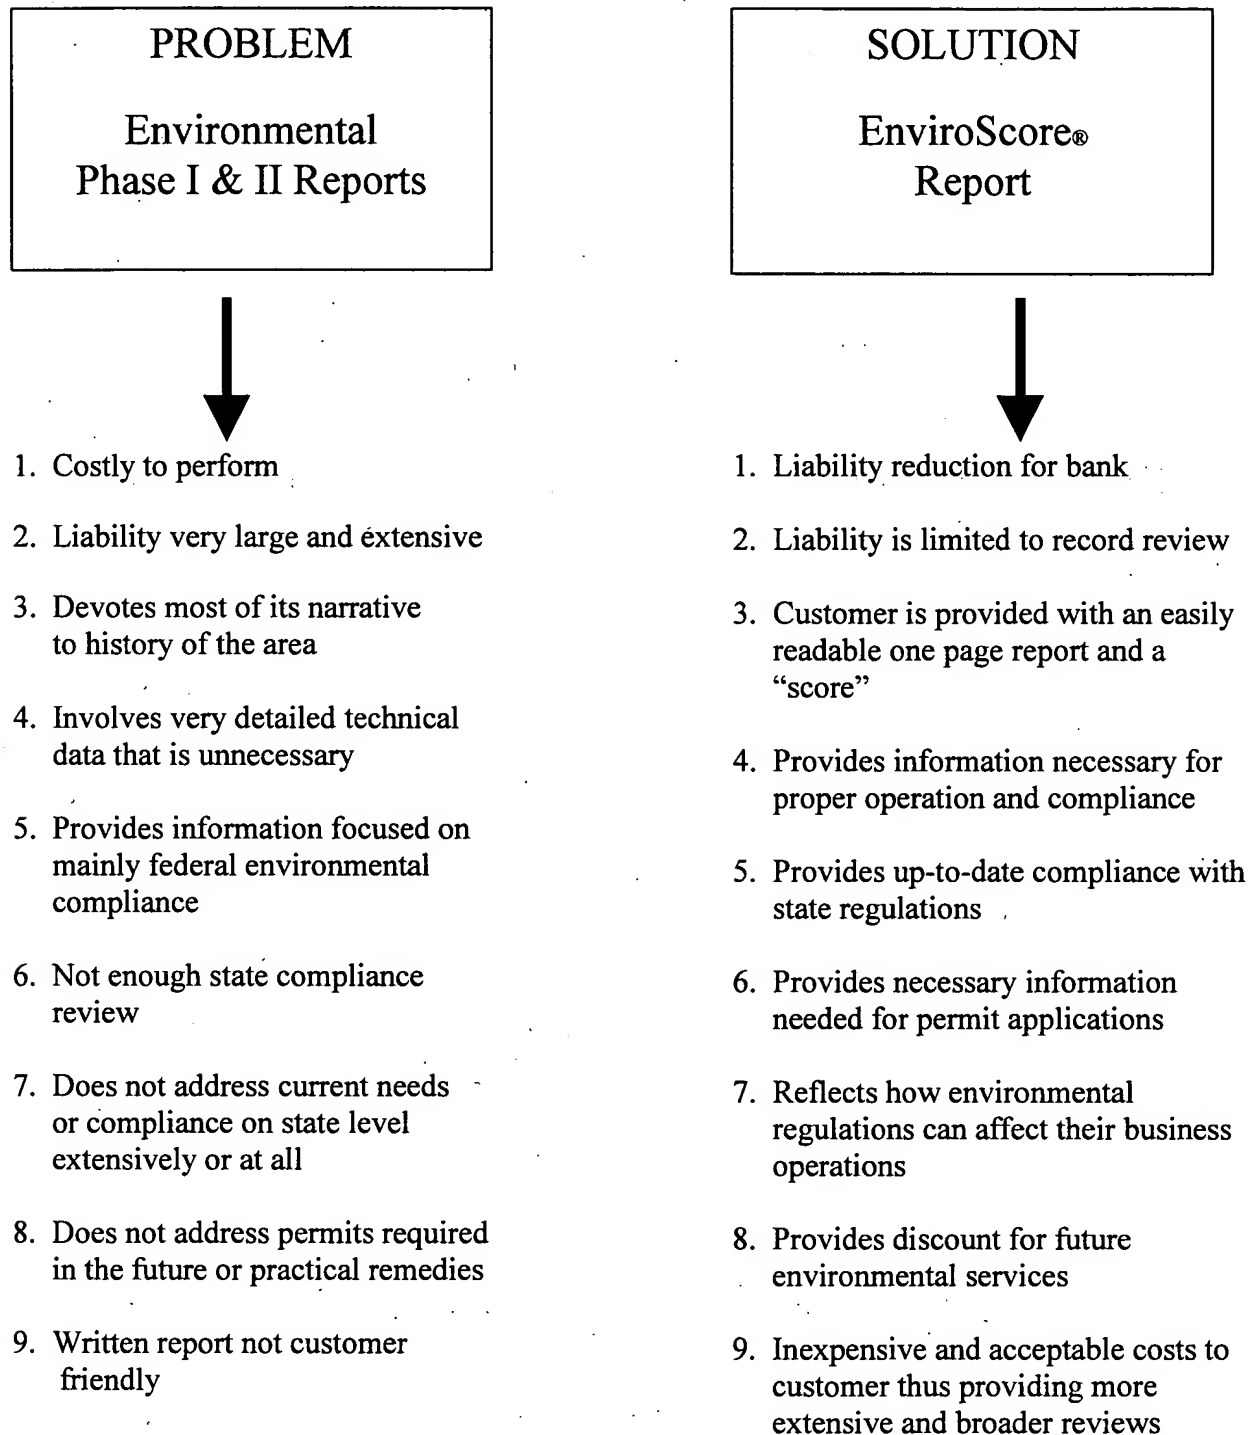 PROBLEM
Environmental
Phase I & II Reports
1. Costly to perform
2. Liability very large and extensive
3. Devotes most of its narrative
to history of the area
4. Involves very detailed technical
data that is unnecessary
5. Provides information focused on
mainly federal environmental
compliance
6. Not enough state compliance
review
7. Does not address current needs
or compliance on state level
extensively or at all
8. Does not address permits required
in the future or practical remedies
9. Written report not customer
friendly
SOLUTION
EnviroScore®
Report
1. Liability reduction for bank
2. Liability is limited to record review
3. Customer is provided with an easily
readable one page report and a
“score”
4. Provides information necessary for
proper operation and compliance
5. Provides up-to-date compliance with
state regulations
6. Provides necessary information
needed for permit applications
7. Reflects how environmental
regulations can affect their business
operations
8. Provides discount for future
environmental services
9. Inexpensive and acceptable costs to
customer thus providing more
extensive and broader reviews